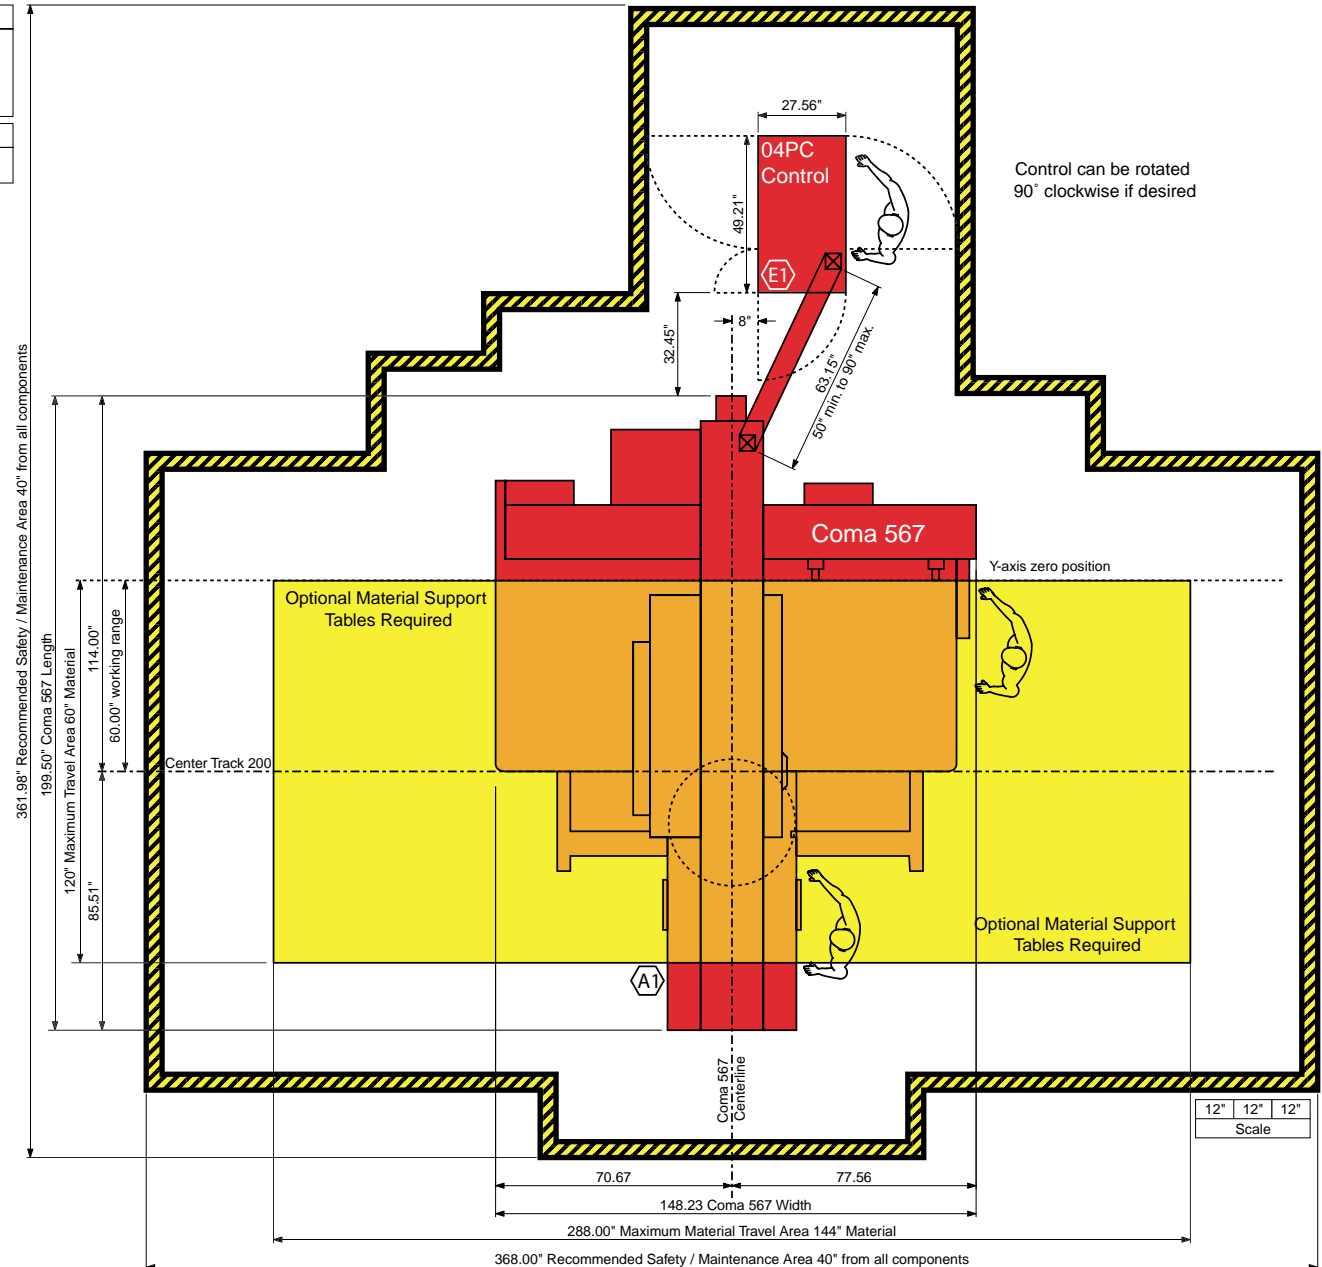 27.56"
04PC
Control
49.21"
E1
Control can be rotated
90° clockwise if desired
8"
32.45"
63.15"
50" min. to 90" max.
361.98" Recommended Safety / Maintenance Area 40" from all components
199.50" Coma 567 Length
120" Maximum Travel Area 60" Material
114.00"
60.00" working range
85.51"
Coma 567
Y-axis zero position
Optional Material Support
Tables Required
Center Track 200
Optional Material Support
Tables Required
A1
Coma 567
Centerline
12" 12" 12"
Scale
70.67 77.56
148.23 Coma 567 Width
288.00" Maximum Material Travel Area 144" Material
368.00" Recommended Safety / Maintenance Area 40" from all components